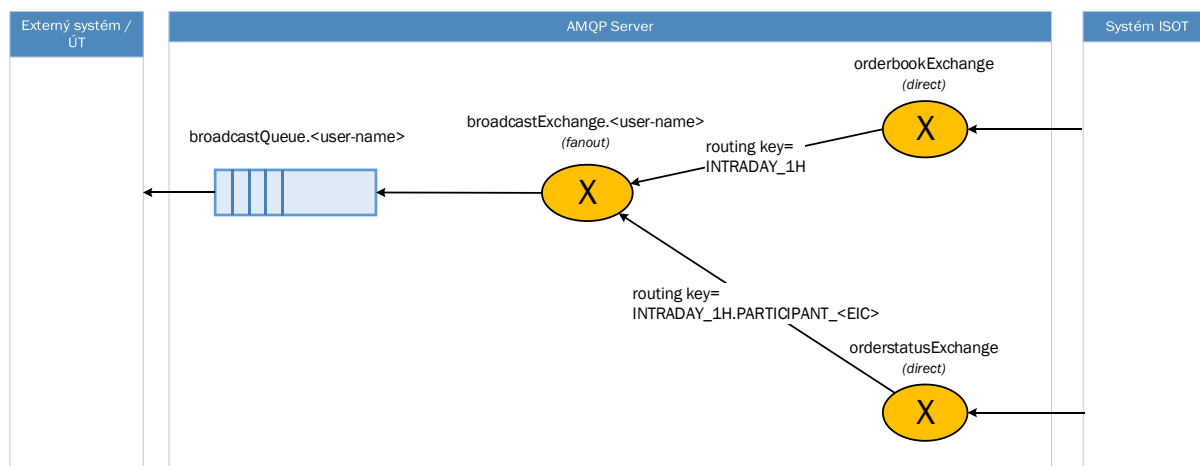 Externý systém /
ÚT
AMQP Server
Systém ISOT
orderbookExchange
(direct)
X
broadcastExchange.<user-name>
(fanout)
X
broadcastQueue.<user-name>
routing key=
INTRADAY_1H
routing key=
INTRADAY_1H.PARTICIPANT_<EIC>
orderstatusExchange
(direct)
X